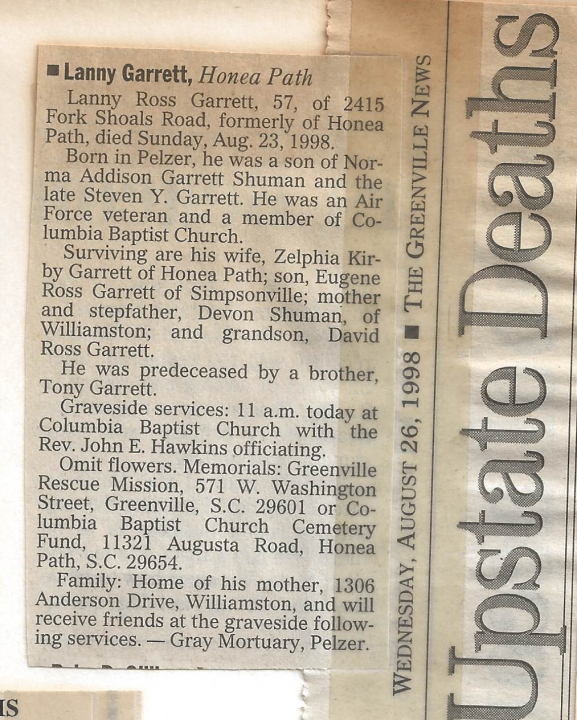 ■ Lanny Garrett, Honea Path
Lanny Ross Garrett, 57, of 2415
Fork Shoals Road, formerly of Honea
Path, died Sunday, Aug. 23, 1998.
Born in Pelzer, he was a son of Nor-
ma Addison Garrett Shuman and the
late Steven Y. Garrett. He was an Air
Force veteran and a member of Co-
lumbia Baptist Church.
Surviving are his wife, Zelphia Kir-
by Garrett of Honea Path; son, Eugene
Ross Garrett of Simpsonville; mother
and stepfather, Devon Shuman, of
Williamston; and grandson, David
Ross Garrett.
He was predeceased by a brother,
Tony Garrett.
Graveside services: 11 a.m. today at
Columbia Baptist Church with the
Rev. John E. Hawkins officiating.
Omit flowers. Memorials: Greenville
Rescue Mission, 571 W. Washington
Street, Greenville, S.C. 29601 or Co-
lumbia Baptist Church Cemetery
Fund, 11321 Augusta Road, Honea
Path, S.C. 29654.
Family: Home of his mother, 1306
Anderson Drive, Williamston, and will
receive friends at the graveside follow-
ing services. — Gray Mortuary, Pelzer.
WEDNESDAY, AUGUST 26, 1998 ■ THE GREENVILLE NEWS
Upstate Deaths
IS